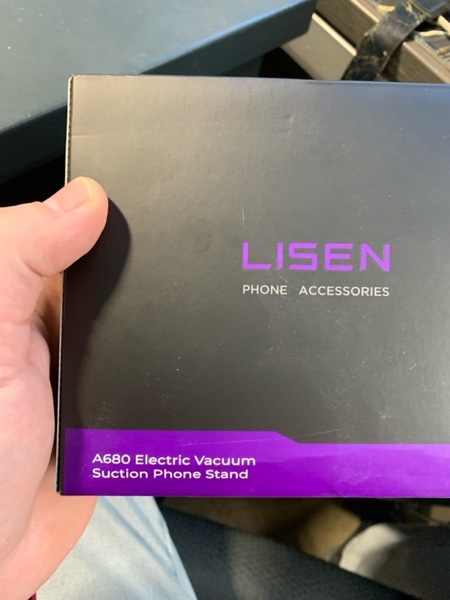 LISEN
PHONE ACCESSORIES
A680 Electric Vacuum
Suction Phone Stand